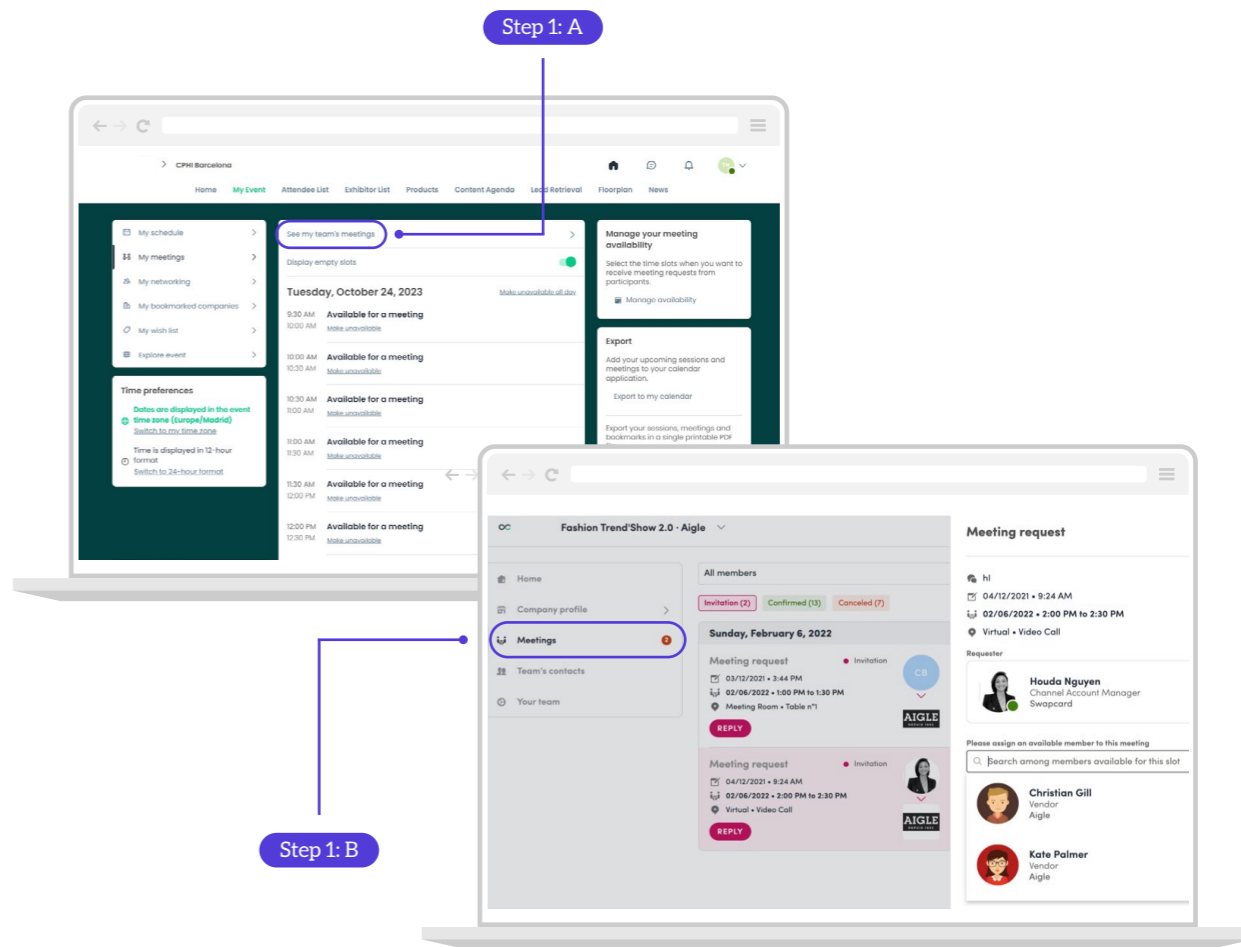 Step 1: A
CPHI Barcelona
Home My Event Attendee List Exhibitor List Products Content Agenda Lead Retrieval Floorplan News
My schedule
My meetings
My networking
My bookmarked companies
My wish list
Explore event
Time preferences
Dates are displayed in the event
time zone (Europe/Madrid)
Switch to my time zone
Time is displayed in 12-hour
format
Switch to 24-hour format
See my team's meetings
Display empty slots
Tuesday, October 24, 2023 Make unavailable all day
9:30 AM Available for a meeting
10:00 AM Make unavailable
10:00 AM Available for a meeting
10:30 AM Make unavailable
10:30 AM Available for a meeting
11:00 AM Make unavailable
11:00 AM Available for a meeting
11:30 AM Make unavailable
11:30 AM Available for a meeting
12:00 PM Make unavailable
12:00 PM Available for a meeting
12:30 PM Make unavailable
Manage your meeting
availability
Select the time slots when you want to
receive meeting requests from
participants.
Manage availability
Export
Add your upcoming sessions and
meetings to your calendar
application.
Export to my calendar
Export your sessions, meetings and
bookmarks in a single printable PDF
Step 1: B
Fashion Trend'Show 2.0 · Aigle
Home
Company profile
Meetings 2
Team's contacts
Your team
All members
Invitation (2) Confirmed (13) Canceled (7)
Sunday, February 6, 2022
Meeting request Invitation
CB
03/12/2021 • 3:44 PM
02/06/2022 • 1:00 PM to 1:30 PM
Meeting Room • Table n°1
AIGLE
REPLY
Meeting request Invitation
04/12/2021 • 9:24 AM
02/06/2022 • 2:00 PM to 2:30 PM
Virtual • Video Call
AIGLE
REPLY
Meeting request
hl
04/12/2021 • 9:24 AM
02/06/2022 • 2:00 PM to 2:30 PM
Virtual • Video Call
Requester
Houda Nguyen
Channel Account Manager
Swapcard
Please assign an available member to this meeting
Search among members available for this slot
Christian Gill
Vendor
Aigle
Kate Palmer
Vendor
Aigle